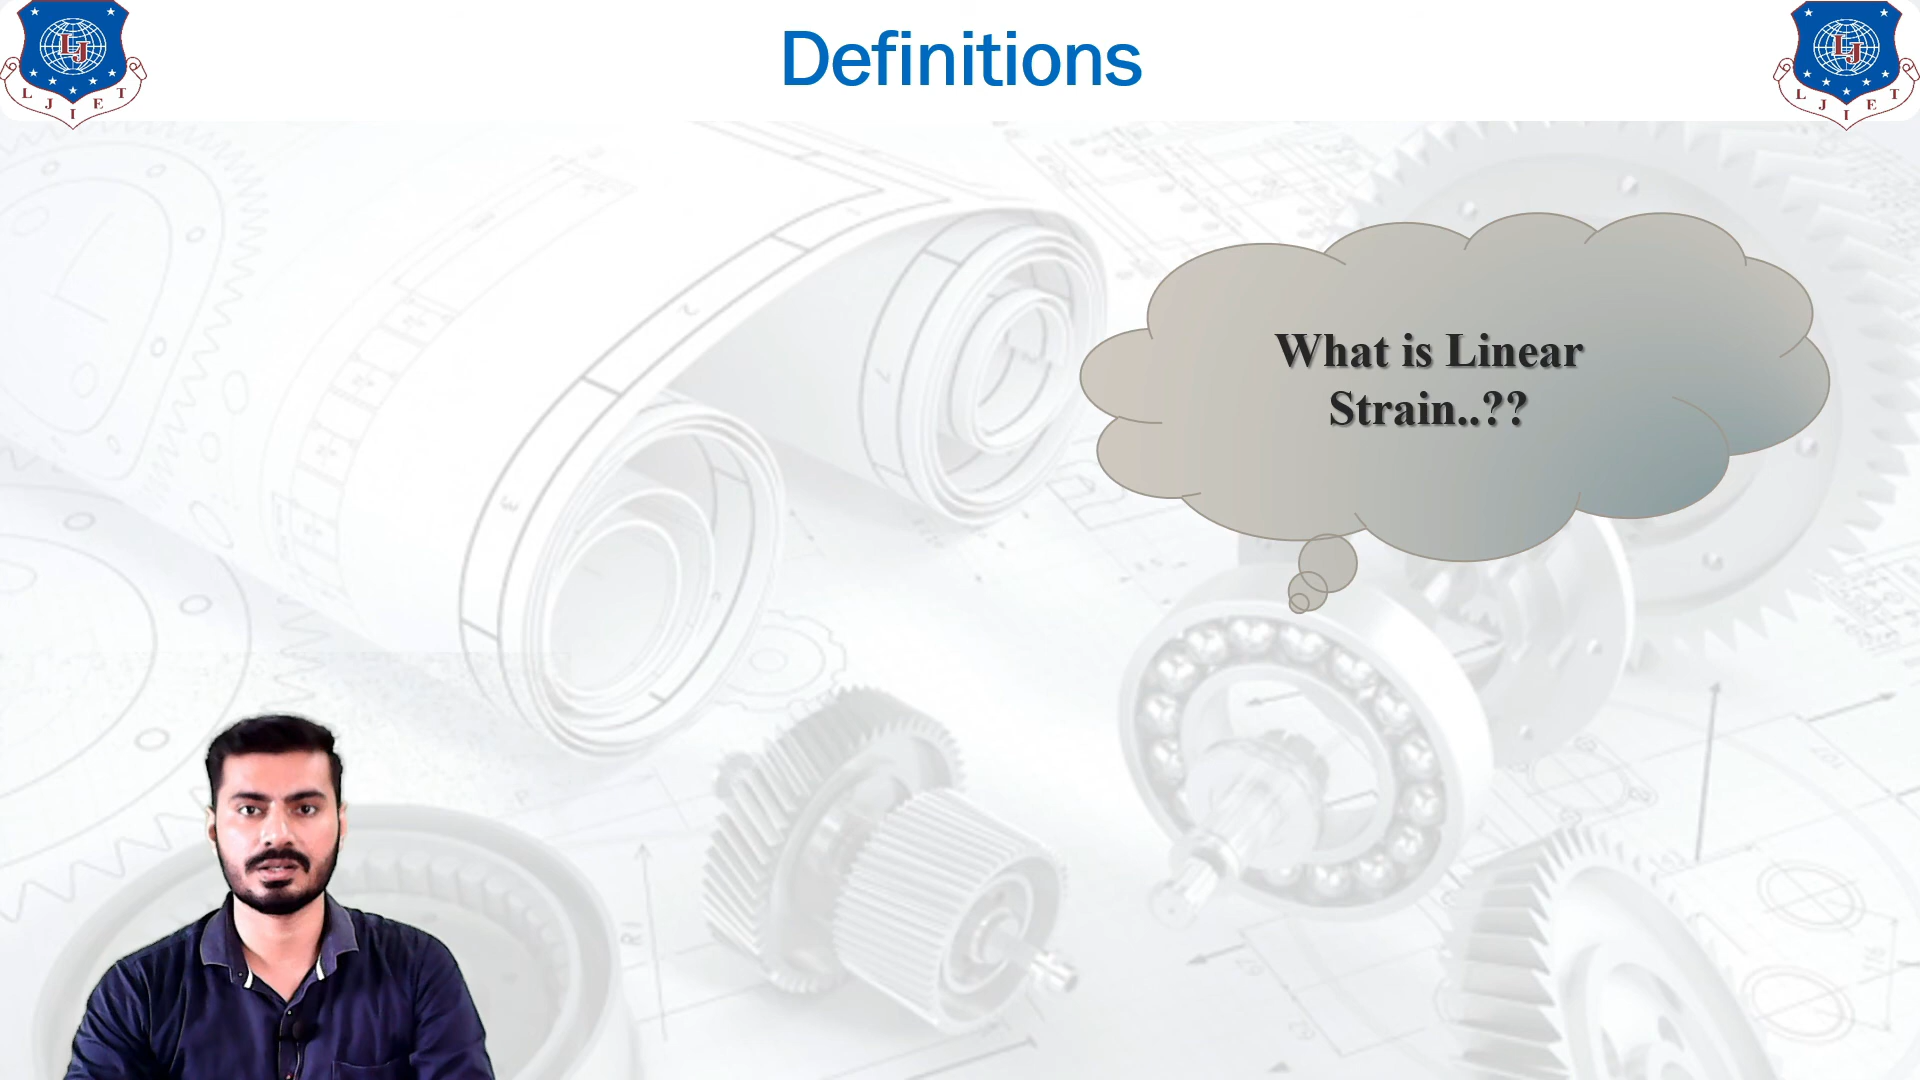 Definitions
L J I E T
L J I E T
What is Linear
Strain..??